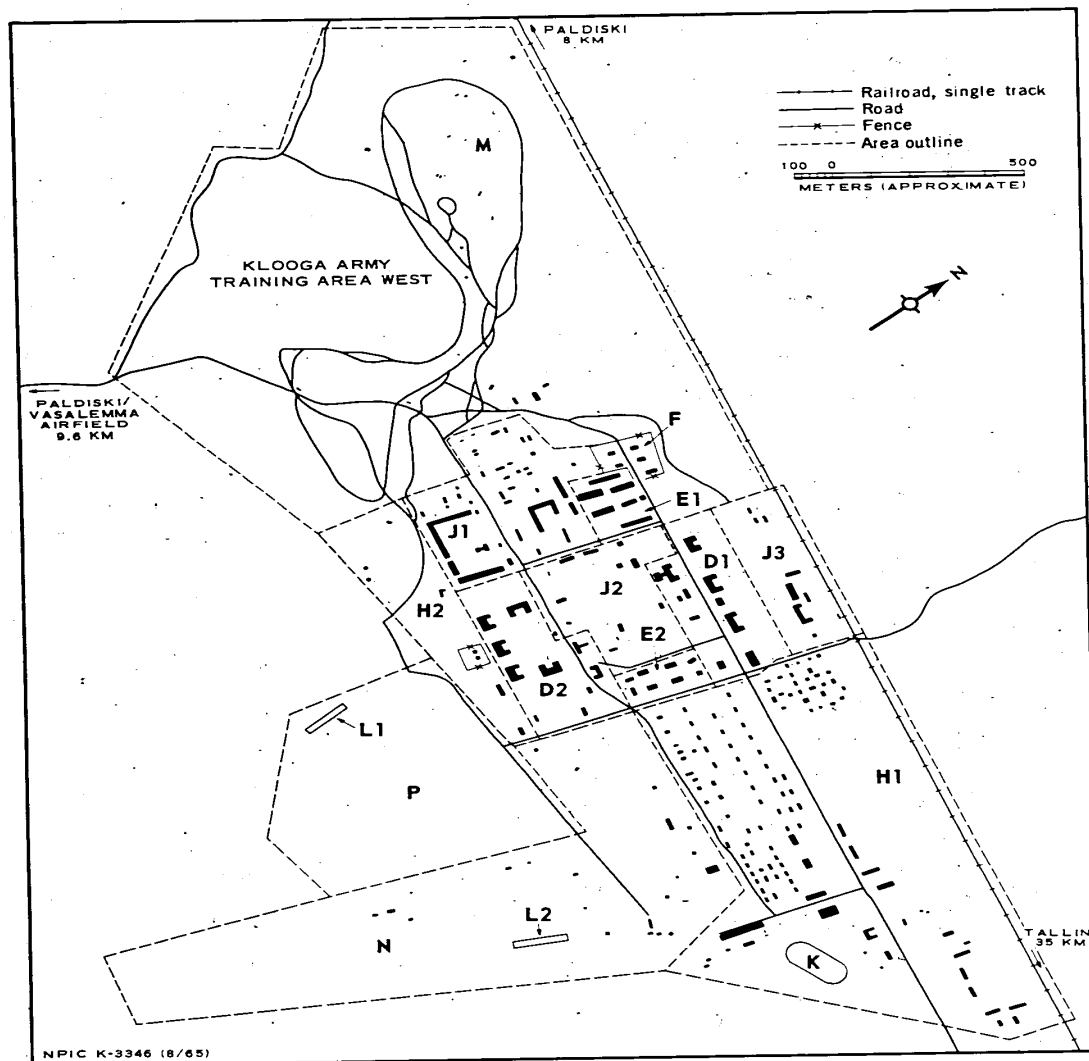 PALDISKI
8 KM
Railroad, single track
Road
Fence
Area outline
100 0 500
METERS (APPROXIMATE)
M
KLOOGA ARMY
TRAINING AREA WEST
N
PALDISKI/
VASALEMMA
AIRFIELD
9.6 KM
F
E1
J1
D1
J3
J2
H2
E2
D2
L1
P
H1
L2
N
K
TALLIN
35 KM
NPIC K-3346 (8/65)